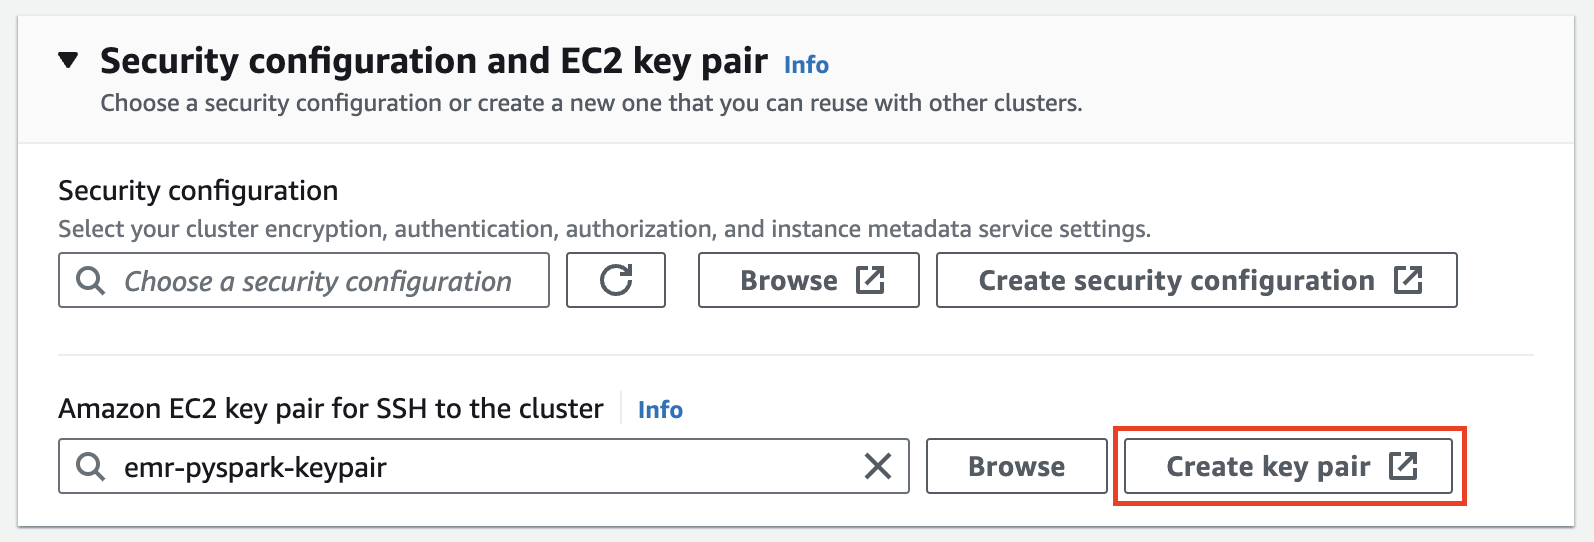 Security configuration and EC2 key pair Info
Choose a security configuration or create a new one that you can reuse with other clusters.
Security configuration
Select your cluster encryption, authentication, authorization, and instance metadata service settings.
Choose a security configuration Browse Create security configuration
Amazon EC2 key pair for SSH to the cluster Info
emr-pyspark-keypair Browse Create key pair